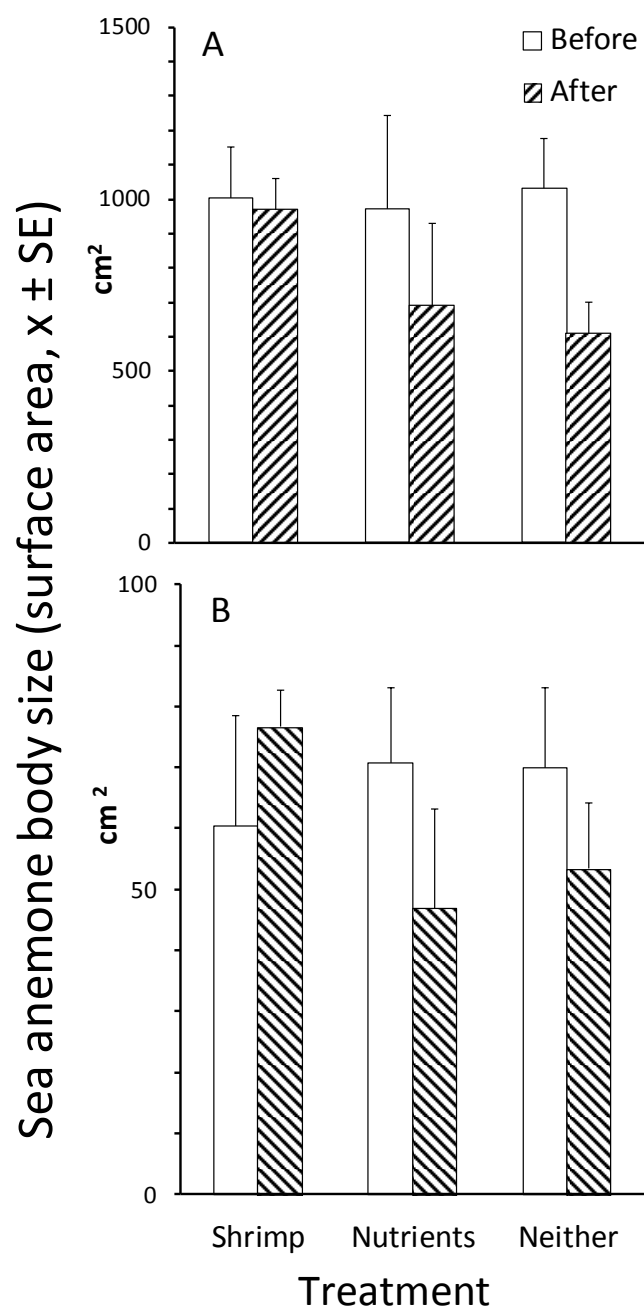 Sea anemone body size (surface area, x ± SE)
A
Before
After
cm²
1500
1000
500
0
B
cm²
100
50
0
Shrimp Nutrients Neither
Treatment